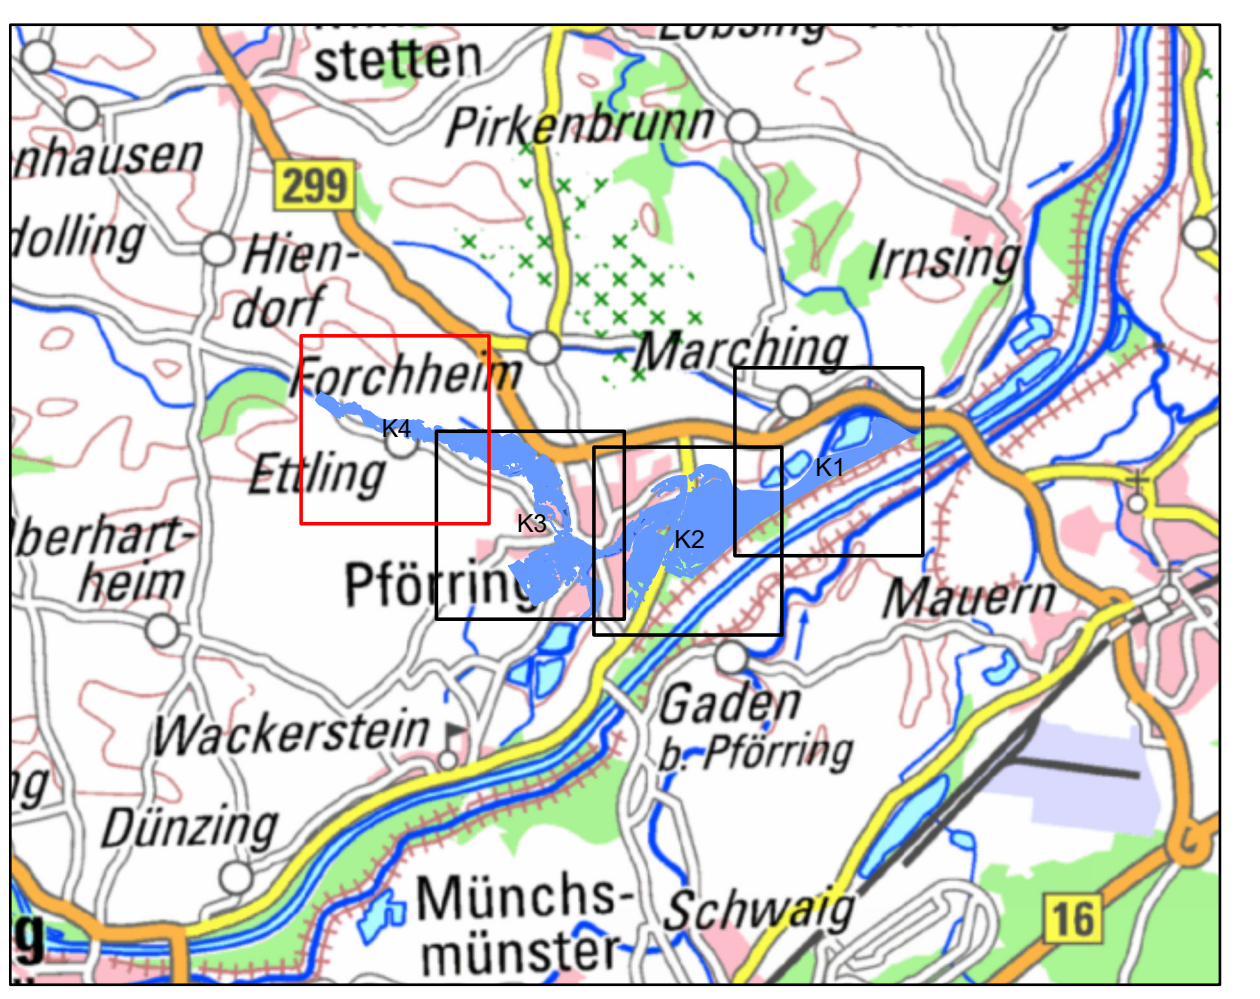 stetten
Pirkenbrunn
nhausen
299
dolling
Hien-
dorf
Irnsing
Marching
Forchheim
K4
K1
Ettling
K3
K2
berhart-
heim
Pförring
Mauern
Gaden
b. Pförring
Wackerstein
ng
Dünzing
Münchs-
münster
Schwaig
16
g